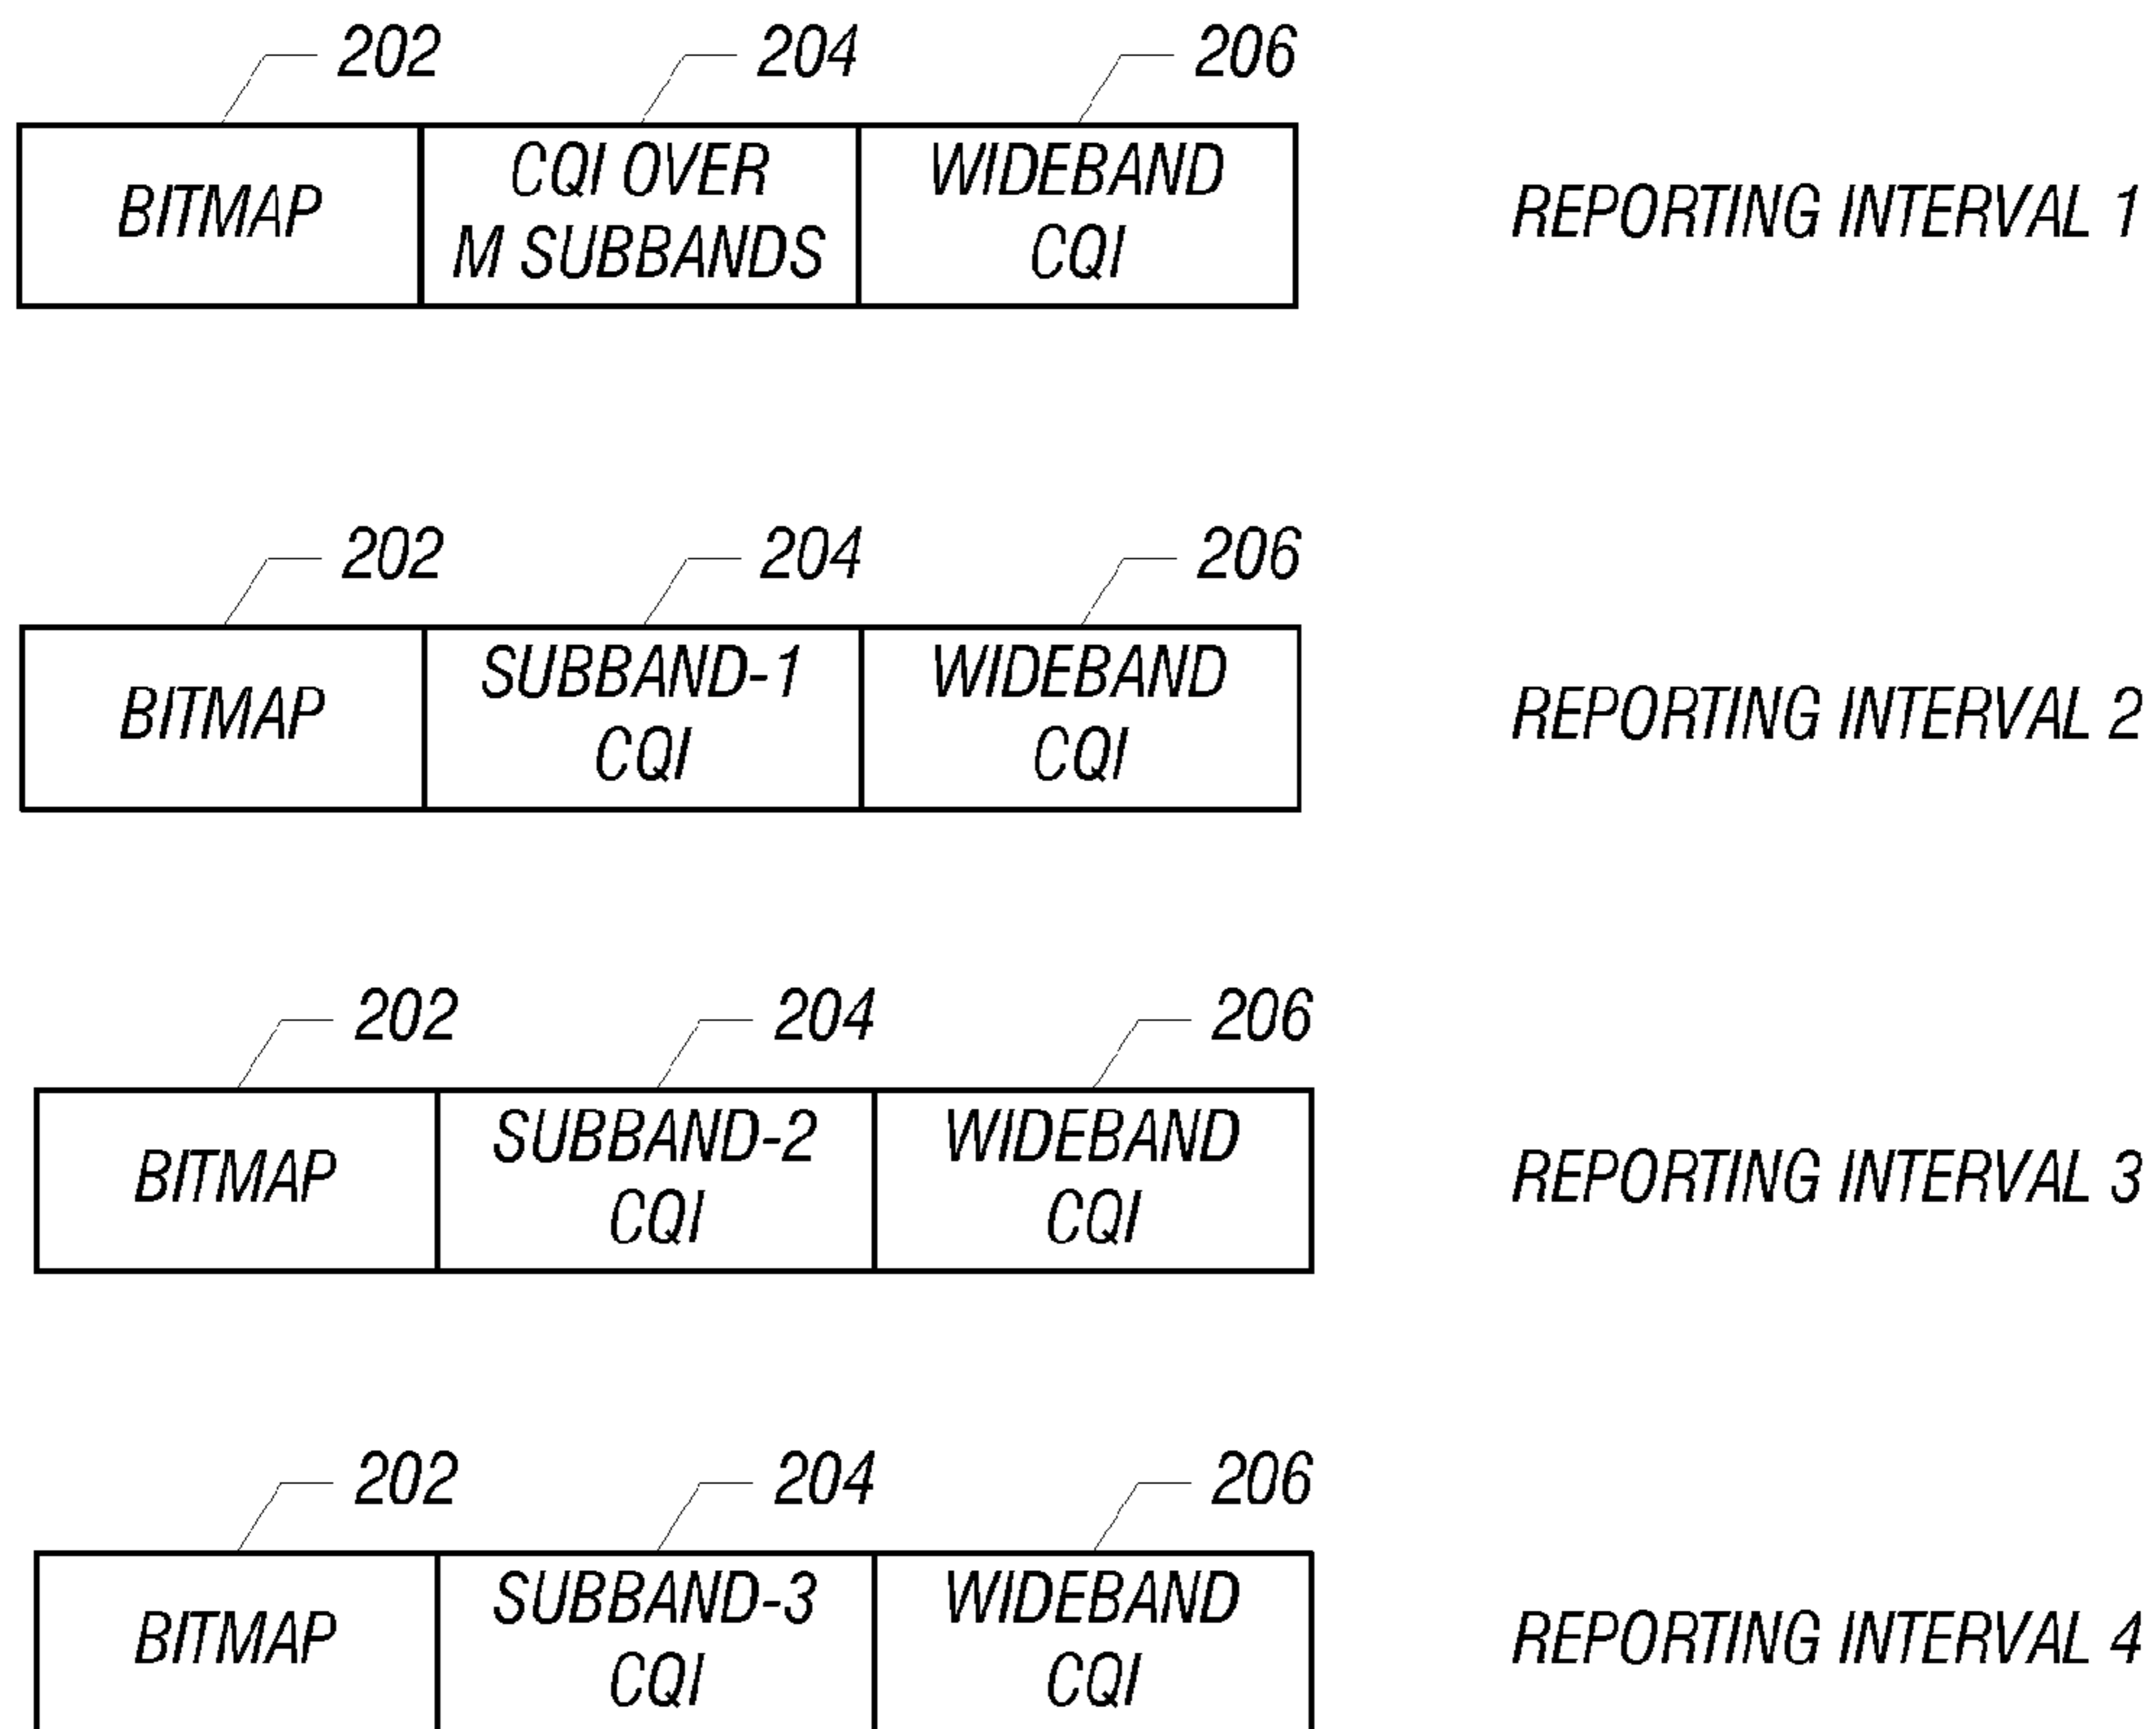 202 204 206
BITMAP
CQI OVER
M SUBBANDS
WIDEBAND
CQI
REPORTING INTERVAL 1
202 204 206
BITMAP
SUBBAND-1
CQI
WIDEBAND
CQI
REPORTING INTERVAL 2
202 204 206
BITMAP
SUBBAND-2
CQI
WIDEBAND
CQI
REPORTING INTERVAL 3
202 204 206
BITMAP
SUBBAND-3
CQI
WIDEBAND
CQI
REPORTING INTERVAL 4